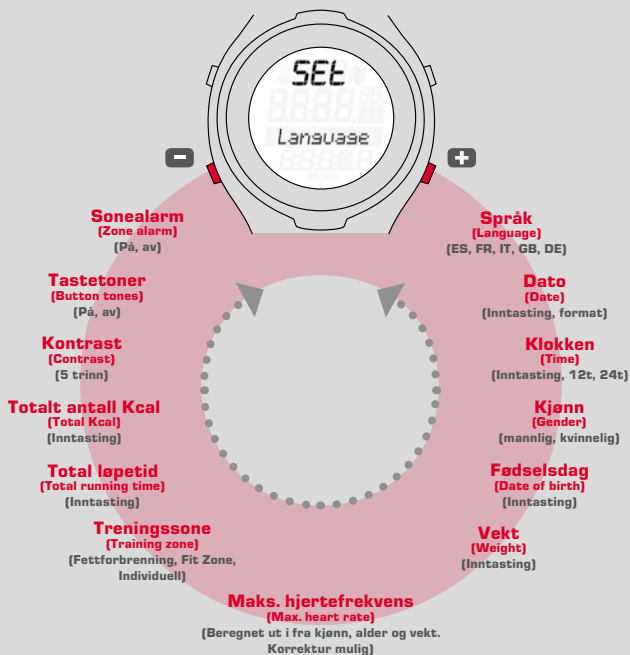 SEt
Language
Språk
(Language)
(ES, FR, IT, GB, DE)
Dato
(Date)
(Inntasting, format)
Klokken
(Time)
(Inntasting, 12t, 24t)
Kjønn
(Gender)
(mannlig, kvinnelig)
Fødselsdag
(Date of birth)
(Inntasting)
Vekt
(Weight)
(Inntasting)
Maks. hjertefrekvens
(Max. heart rate)
(Beregnet ut i fra kjønn, alder og vekt.
Korrektur mulig)
Treningssone
(Training zone)
(Fettforbrenning, Fit Zone,
Individuell)
Total løpetid
(Total running time)
(Inntasting)
Totalt antall Kcal
(Total Kcal)
(Inntasting)
Kontrast
(Contrast)
(5 trinn)
Tastetoner
(Button tones)
(På, av)
Sonealarm
(Zone alarm)
(På, av)